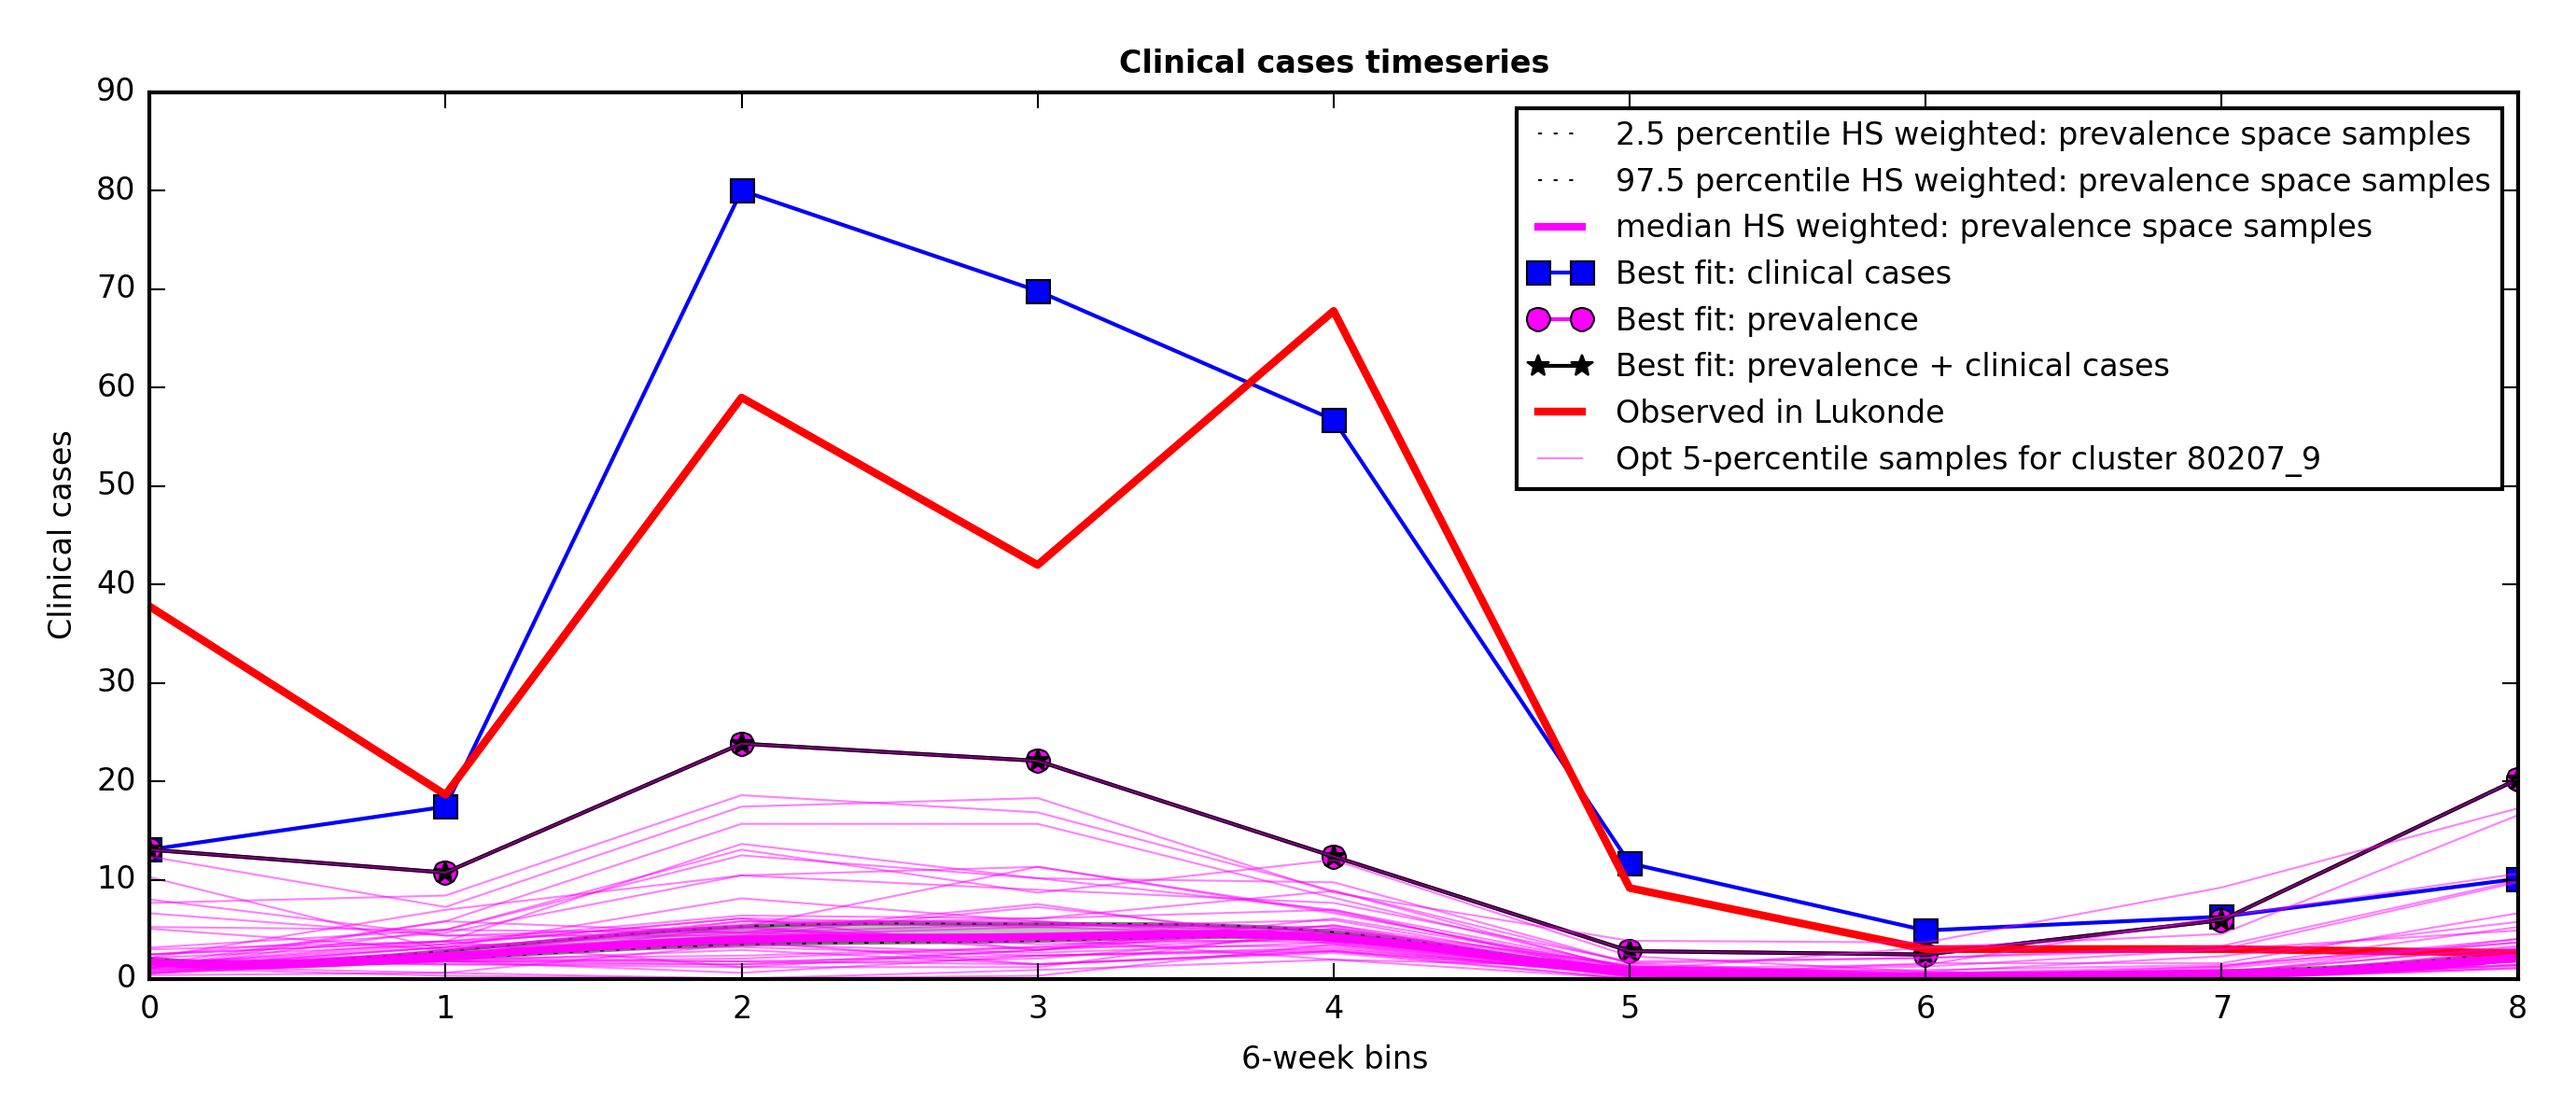 Clinical cases timeseries
90
80
70
60
50
40
30
20
10
0
Clinical cases
2.5 percentile HS weighted: prevalence space samples
97.5 percentile HS weighted: prevalence space samples
median HS weighted: prevalence space samples
Best fit: clinical cases
Best fit: prevalence
Best fit: prevalence + clinical cases
Observed in Lukonde
Opt 5-percentile samples for cluster 80207_9
0 1 2 3 4 5 6 7 8
6-week bins